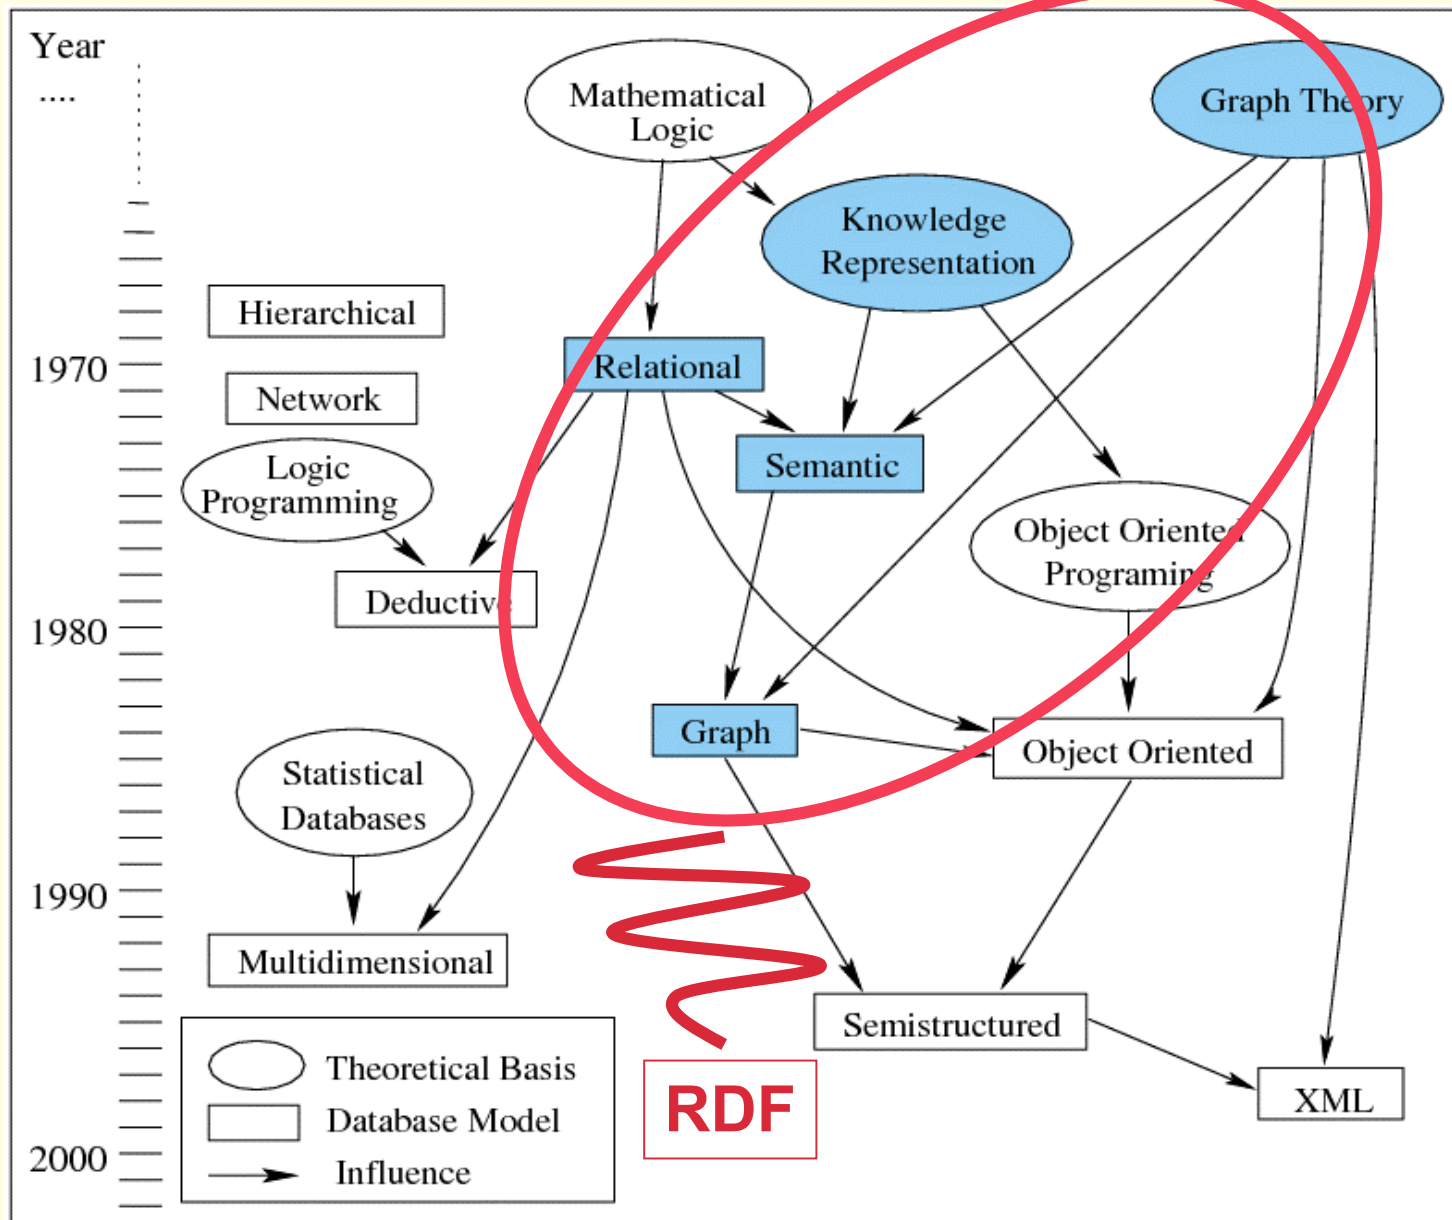 Year
....
Mathematical
Logic
Graph Theory
Knowledge
Representation
Hierarchical
Relational
1970
Network
Semantic
Logic
Programming
Object Oriented
Programing
Deductive
1980
Graph
Object Oriented
Statistical
Databases
1990
Multidimensional
Semistructured
Theoretical Basis
Database Model
Influence
RDF
XML
2000